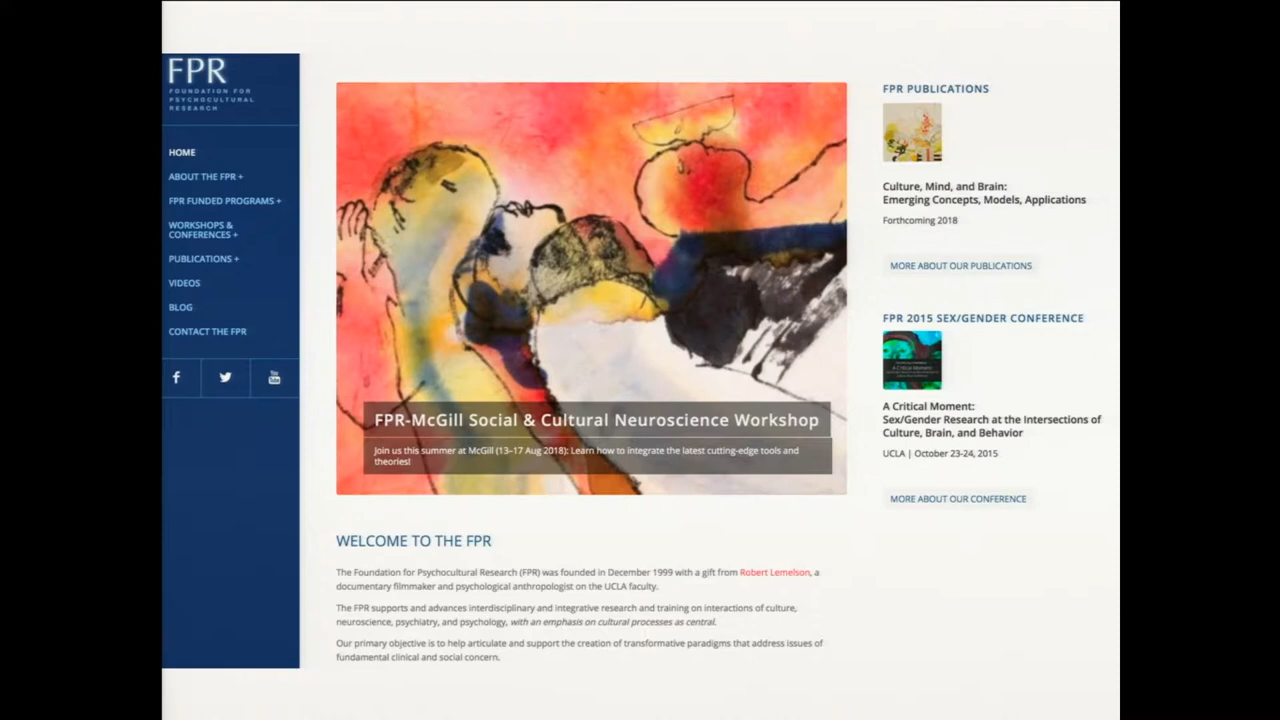 FPR
FOUNDATION FOR
PSYCHOCULTURAL
RESEARCH
HOME
ABOUT THE FPR +
FPR FUNDED PROGRAMS +
WORKSHOPS &
CONFERENCES +
PUBLICATIONS +
VIDEOS
BLOG
CONTACT THE FPR
You
Tube
FPR-McGill Social & Cultural Neuroscience Workshop
Join us this summer at McGill (13–17 Aug 2018): Learn how to integrate the latest cutting-edge tools and
theories!
WELCOME TO THE FPR
The Foundation for Psychocultural Research (FPR) was founded in December 1999 with a gift from Robert Lemelson, a
documentary filmmaker and psychological anthropologist on the UCLA faculty.
The FPR supports and advances interdisciplinary and integrative research and training on interactions of culture,
neuroscience, psychiatry, and psychology, with an emphasis on cultural processes as central.
Our primary objective is to help articulate and support the creation of transformative paradigms that address issues of
fundamental clinical and social concern.
FPR PUBLICATIONS
Culture, Mind, and Brain:
Emerging Concepts, Models, Applications
Forthcoming 2018
MORE ABOUT OUR PUBLICATIONS
FPR 2015 SEX/GENDER CONFERENCE
A Critical Moment:
A Critical Moment:
Sex/Gender Research at the Intersections of
Culture, Brain, and Behavior
UCLA | October 23-24, 2015
MORE ABOUT OUR CONFERENCE